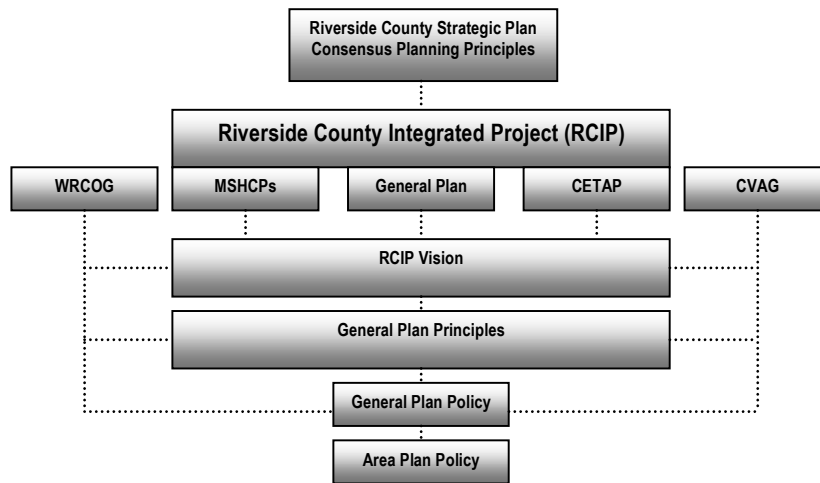 Riverside County Strategic Plan
Consensus Planning Principles
Riverside County Integrated Project (RCIP)
WRCOG
MSHCPs
General Plan
CETAP
CVAG
RCIP Vision
General Plan Principles
General Plan Policy
Area Plan Policy